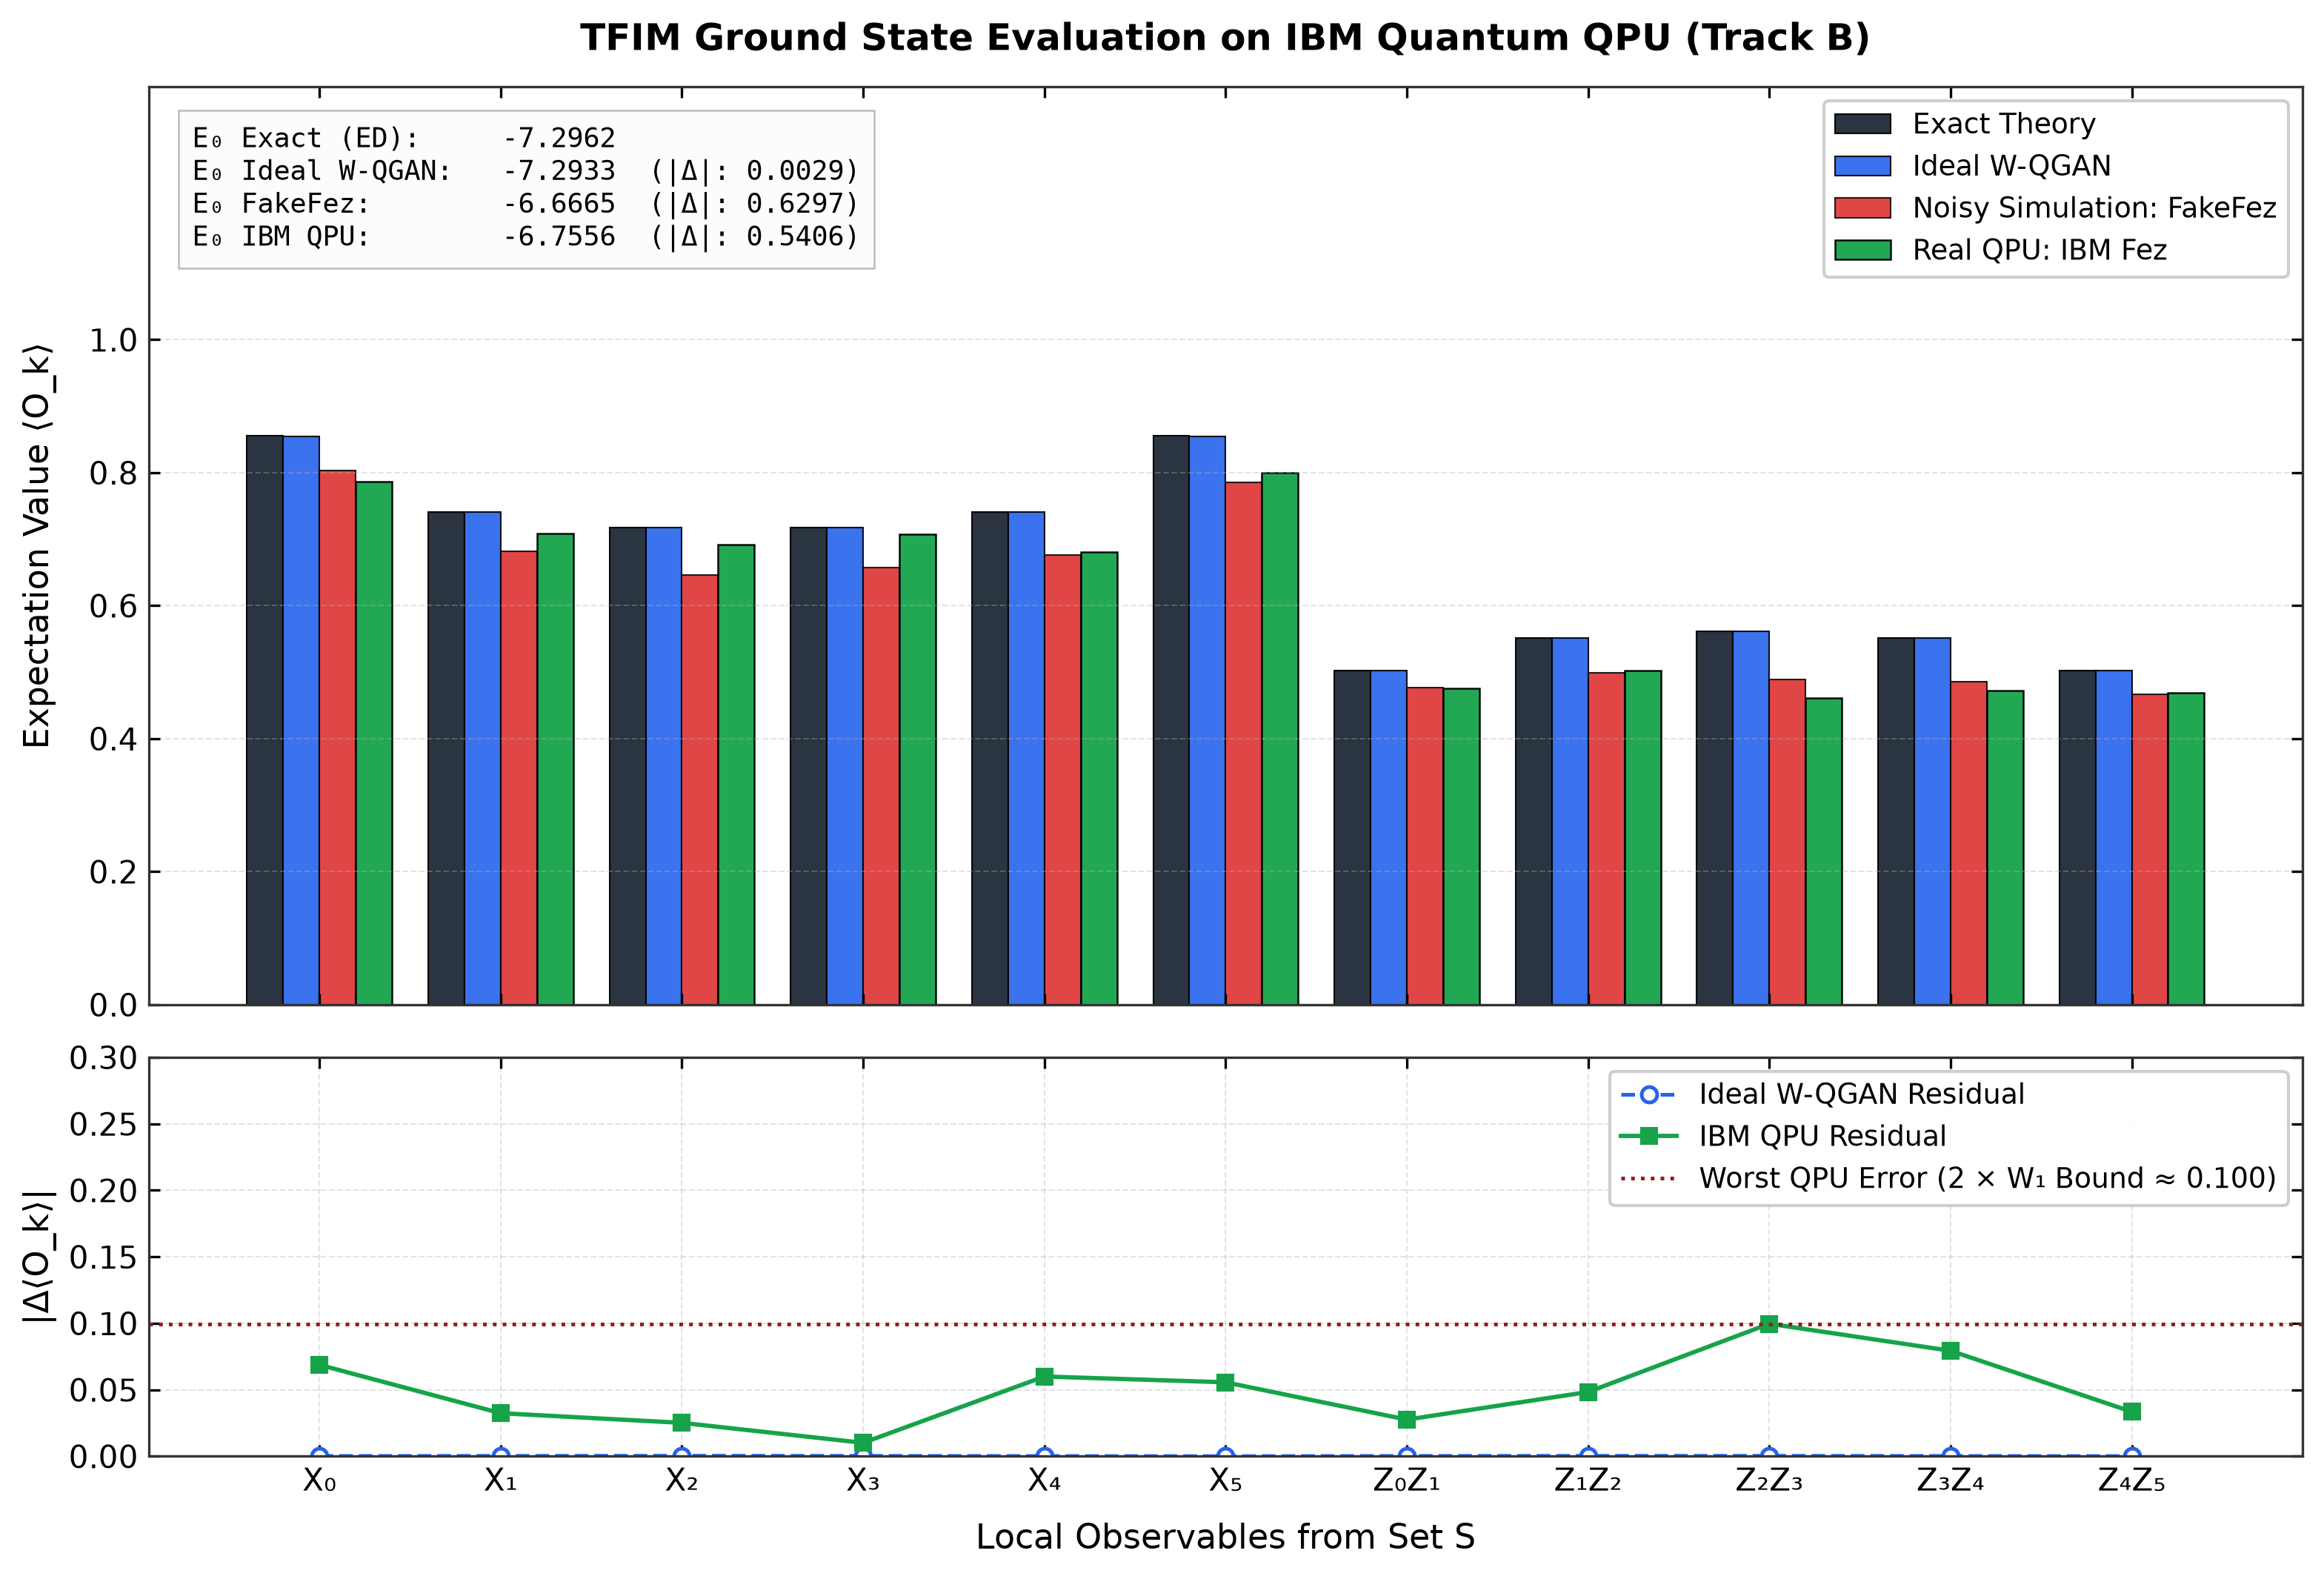 TFIM Ground State Evaluation on IBM Quantum QPU (Track B)
E₀ Exact (ED): -7.2962
E₀ Ideal W-QGAN: -7.2933 (|Δ|: 0.0029)
E₀ FakeFez: -6.6665 (|Δ|: 0.6297)
E₀ IBM QPU: -6.7556 (|Δ|: 0.5406)
Exact Theory
Ideal W-QGAN
Noisy Simulation: FakeFez
Real QPU: IBM Fez
Expectation Value ⟨O_k⟩
1.0
0.8
0.6
0.4
0.2
0.0
|Δ⟨O_k⟩|
0.30
0.25
0.20
0.15
0.10
0.05
0.00
Ideal W-QGAN Residual
IBM QPU Residual
Worst QPU Error (2 × W₁ Bound ≈ 0.100)
X₀ X₁ X₂ X₃ X₄ X₅ Z₀Z₁ Z₁Z₂ Z₂Z₃ Z₃Z₄ Z₄Z₅
Local Observables from Set S